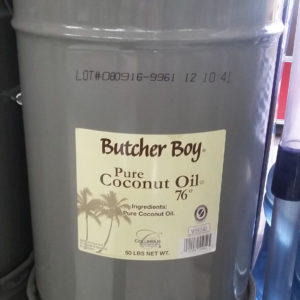 LOT#080916-9961 12 10:41
Butcher Boy®
Pure
Coconut Oil
76°
Ingredients:
Pure Coconut Oil.
COLUMBUS
50 LBS NET WT.